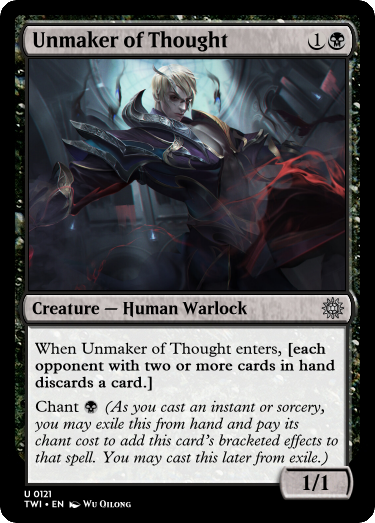 Unmaker of Thought 1
Creature — Human Warlock
When Unmaker of Thought enters, [each
opponent with two or more cards in hand
discards a card.]
Chant (As you cast an instant or sorcery,
you may exile this from hand and pay its
chant cost to add this card's bracketed effects to
that spell. You may cast this later from exile.)
1/1
U 0121
TWI • EN Wu Qilong